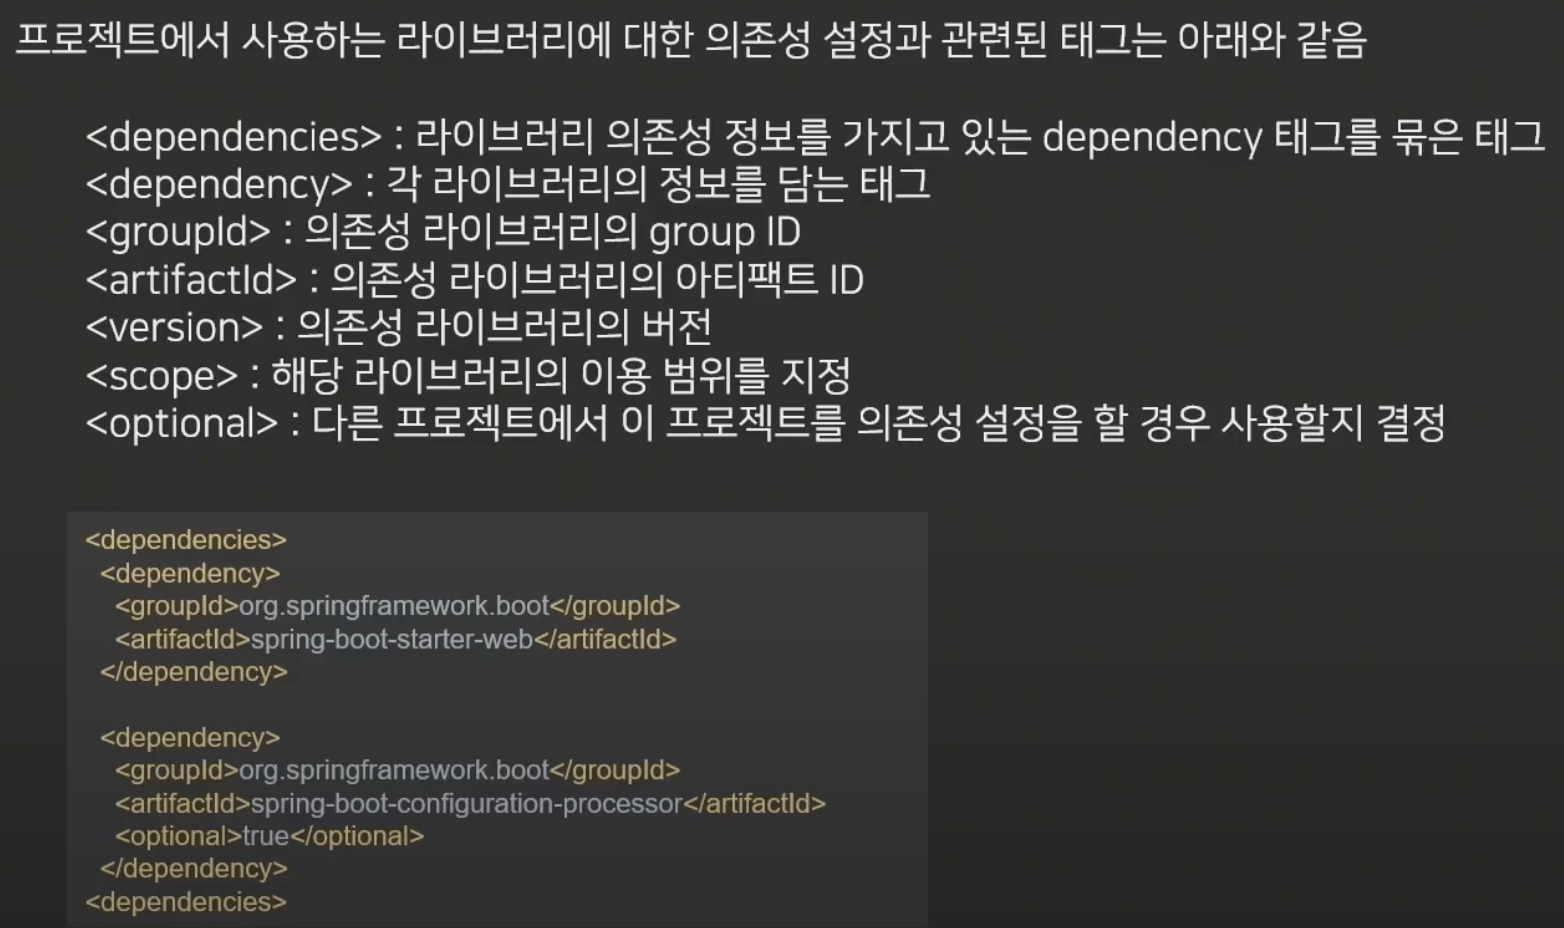 프로젝트에서 사용하는 라이브러리에 대한 의존성 설정과 관련된 태그는 아래와 같음
<dependencies> : 라이브러리 의존성 정보를 가지고 있는 dependency 태그를 묶은 태그
<dependency> : 각 라이브러리의 정보를 담는 태그
<groupId> : 의존성 라이브러리의 group ID
<artifactId> : 의존성 라이브러리의 아티팩트 ID
<version> : 의존성 라이브러리의 버전
<scope> : 해당 라이브러리의 이용 범위를 지정
<optional> : 다른 프로젝트에서 이 프로젝트를 의존성 설정을 할 경우 사용할지 결정
<dependencies>
<dependency>
<groupId>org.springframework.boot</groupId>
<artifactId>spring-boot-starter-web</artifactId>
</dependency>
<dependency>
<groupId>org.springframework.boot</groupId>
<artifactId>spring-boot-configuration-processor</artifactId>
<optional>true</optional>
</dependency>
<dependencies>